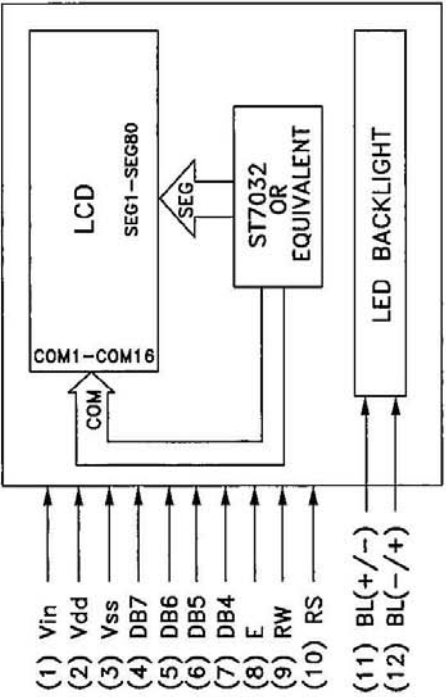 LCD
SEG1-SEG80
COM1-COM16
SEG
COM
ST7032
OR
EQUIVALENT
LED BACKLIGHT
(1) Vin
(2) Vdd
(3) Vss
(4) DB7
(5) DB6
(6) DB5
(7) DB4
(8) E
(9) RW
(10) RS
(11) BL(+/-)
(12) BL(-/+)